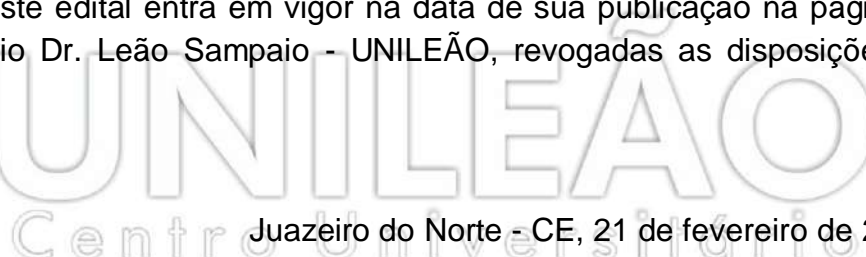 ste edital entra em vigor na data de sua publicação na pági
io Dr. Leão Sampaio - UNILEÃO, revogadas as disposiçõe
UNILEÃO
Juazeiro do Norte - CE, 21 de fevereiro de 2
Centro Universitário